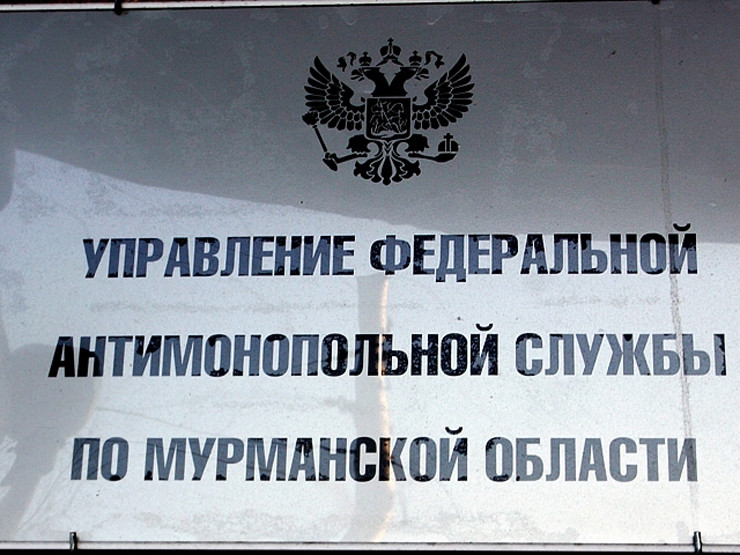 УПРАВЛЕНИЕ ФЕДЕРАЛЬНОЙ
АНТИМОНОПОЛЬНОЙ СЛУЖБЫ
ПО МУРМАНСКОЙ ОБЛАСТИ